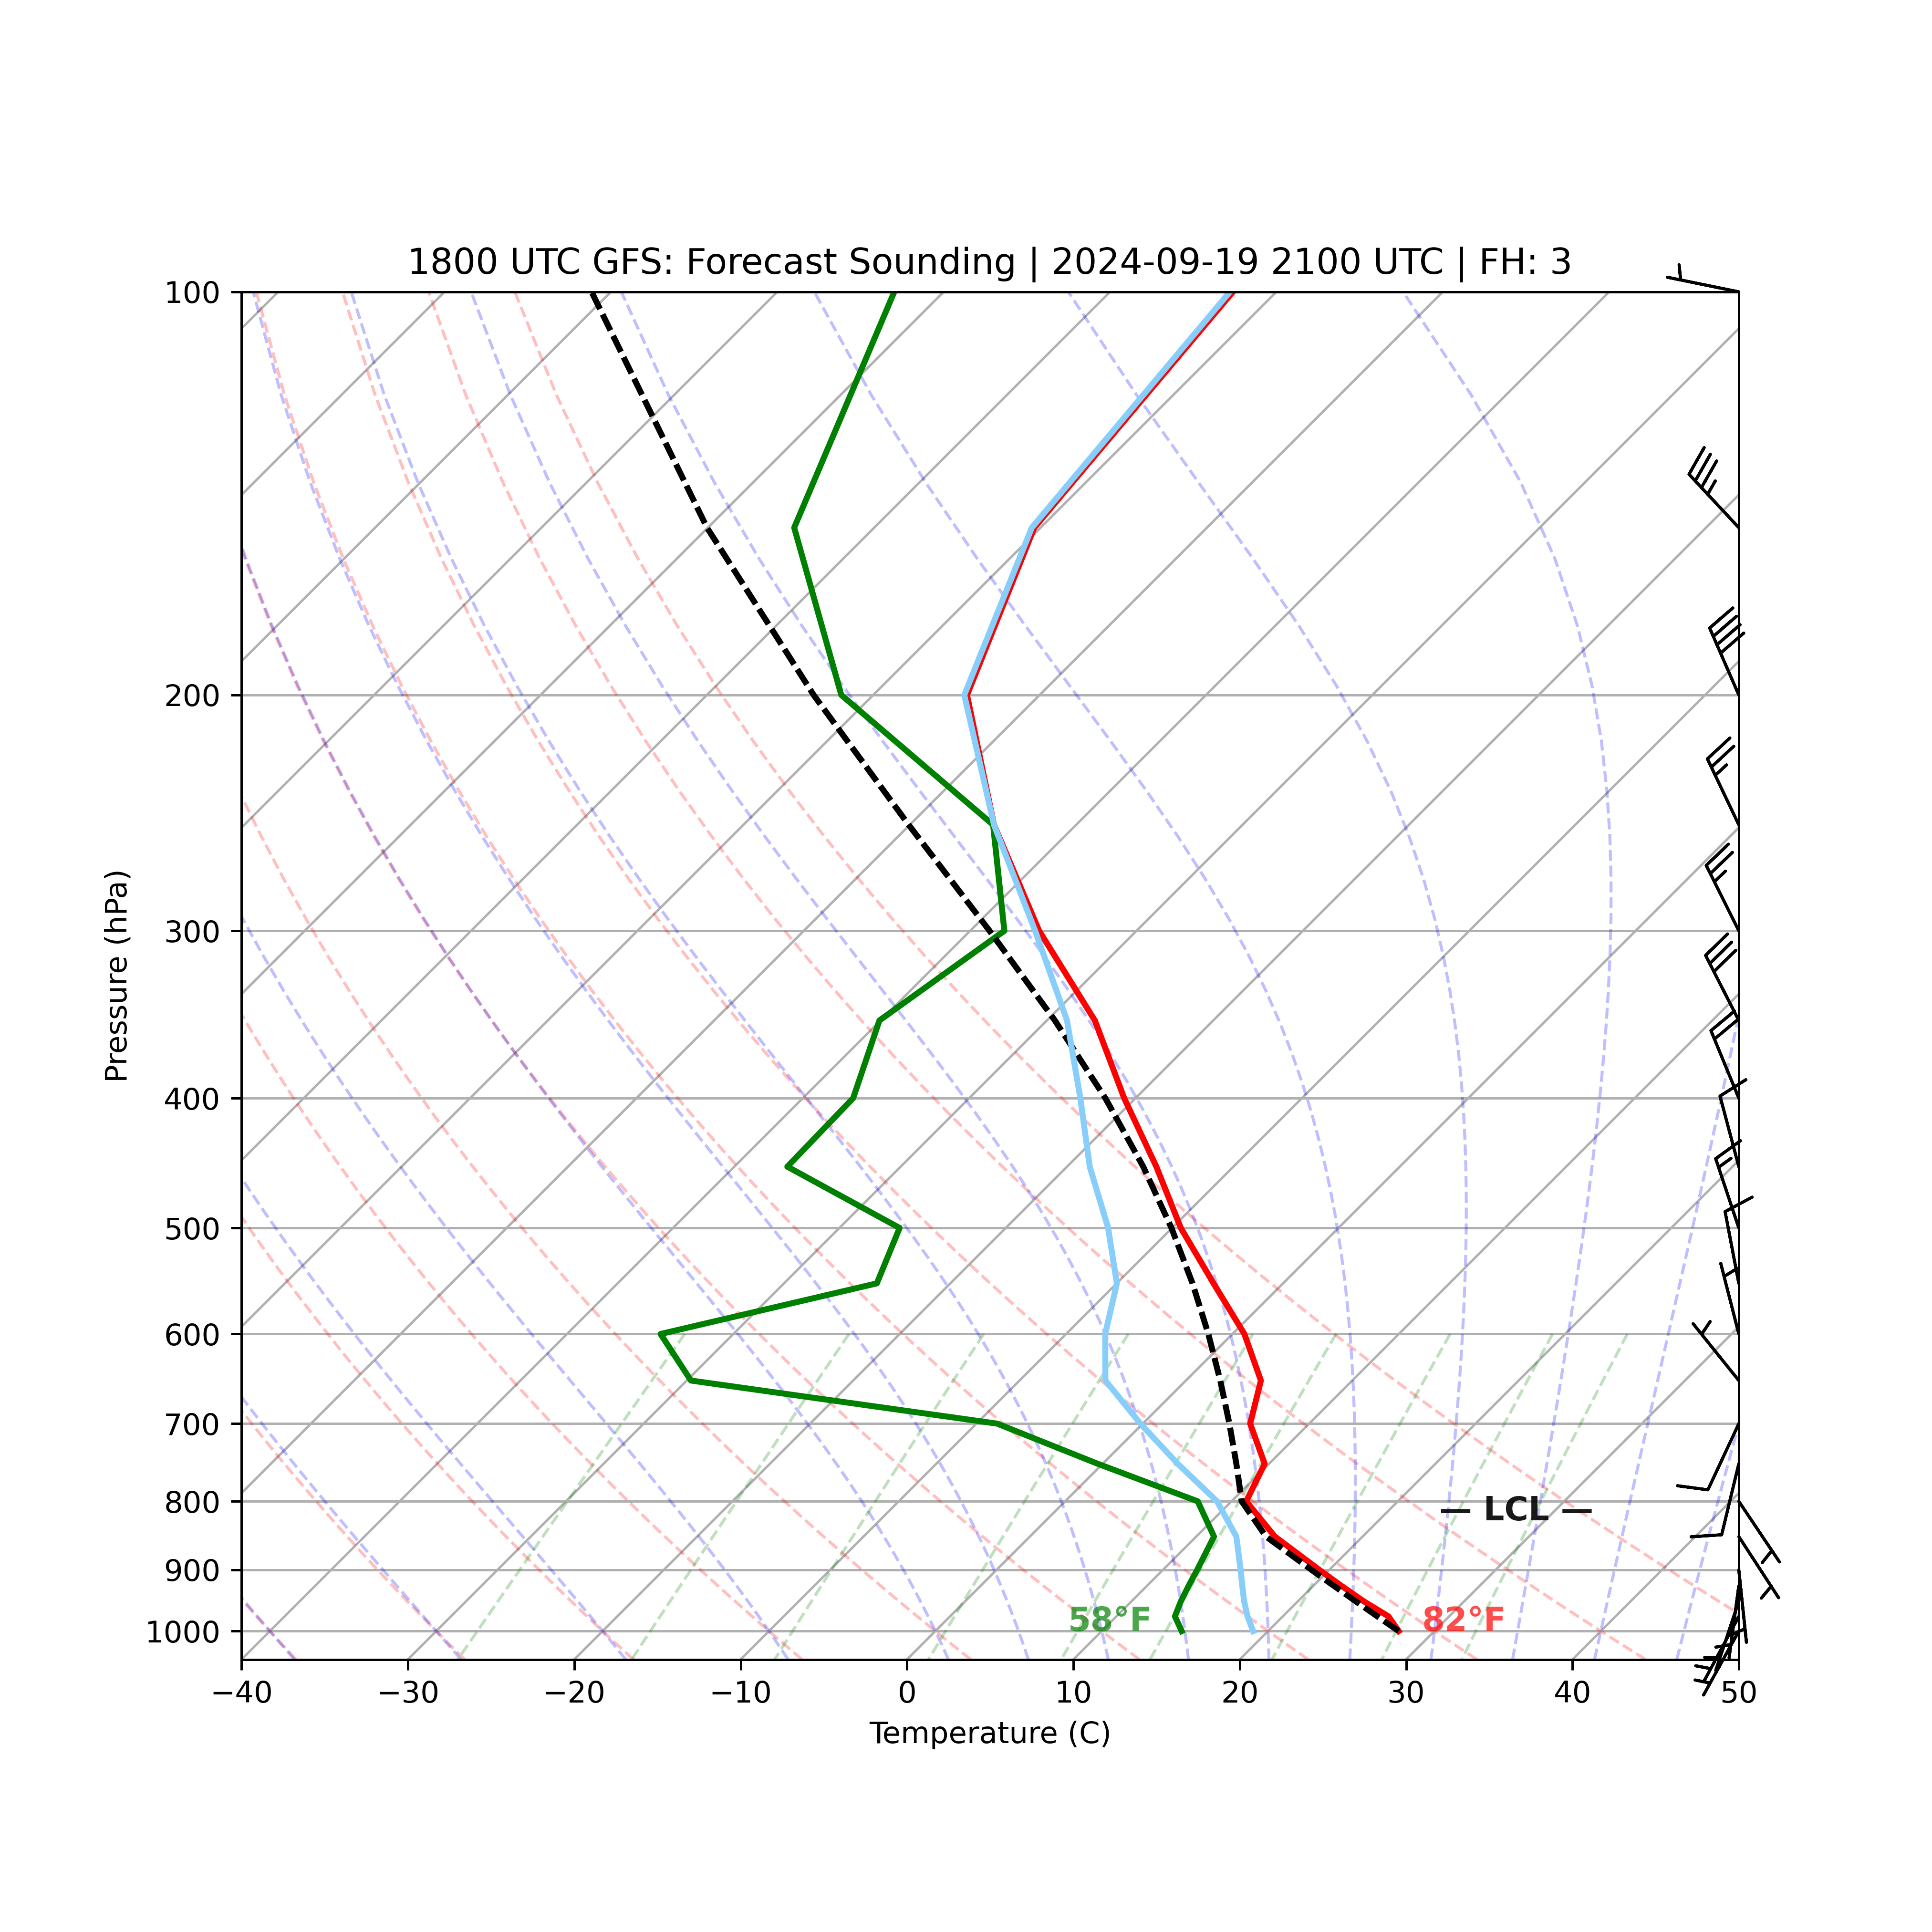 1800 UTC GFS: Forecast Sounding | 2024-09-19 2100 UTC | FH: 3
100
200
300
400
500
600
700
800
900
1000
Pressure (hPa)
— LCL —
58°F
82°F
−40 −30 −20 −10 0 10 20 30 40 50
Temperature (C)